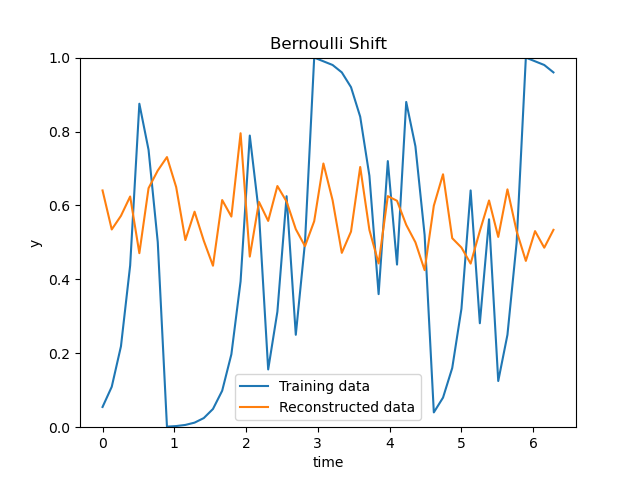 Bernoulli Shift
1.0
0.8
0.6
0.4
0.2
0.0
y
Training data
Reconstructed data
0 1 2 3 4 5 6
time